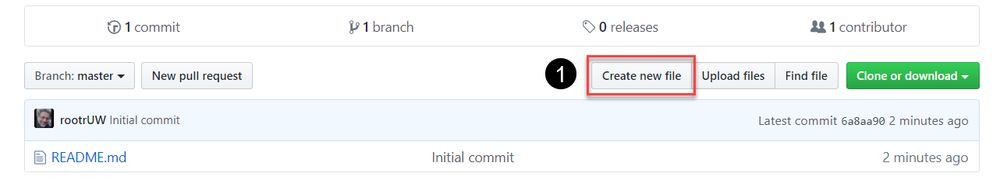 1 commit 1 branch 0 releases 1 contributor
Branch: master New pull request 1 Create new file Upload files Find file Clone or download
rootrUW Initial commit Latest commit 6a8aa90 2 minutes ago
README.md Initial commit 2 minutes ago